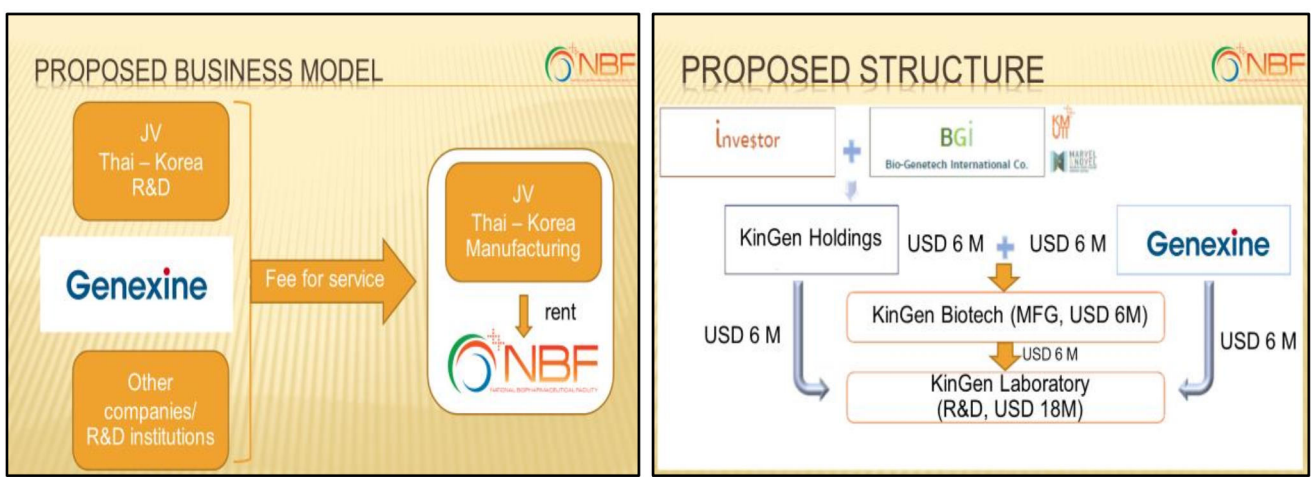 PROPOSED BUSINESS MODEL
NBF
JV
Thai – Korea
R&D
Genexine
Other
companies/
R&D institutions
Fee for service
JV
Thai – Korea
Manufacturing
rent
NBF
NATIONAL BIOPHARMACEUTICAL FACILITY
PROPOSED STRUCTURE
NBF
investor
BGi
Bio-Genetech International Co.
KM
UTT
KinGen Holdings
USD 6 M
USD 6 M
Genexine
KinGen Biotech (MFG, USD 6M)
USD 6 M
USD 6 M
USD 6 M
KinGen Laboratory
(R&D, USD 18M)